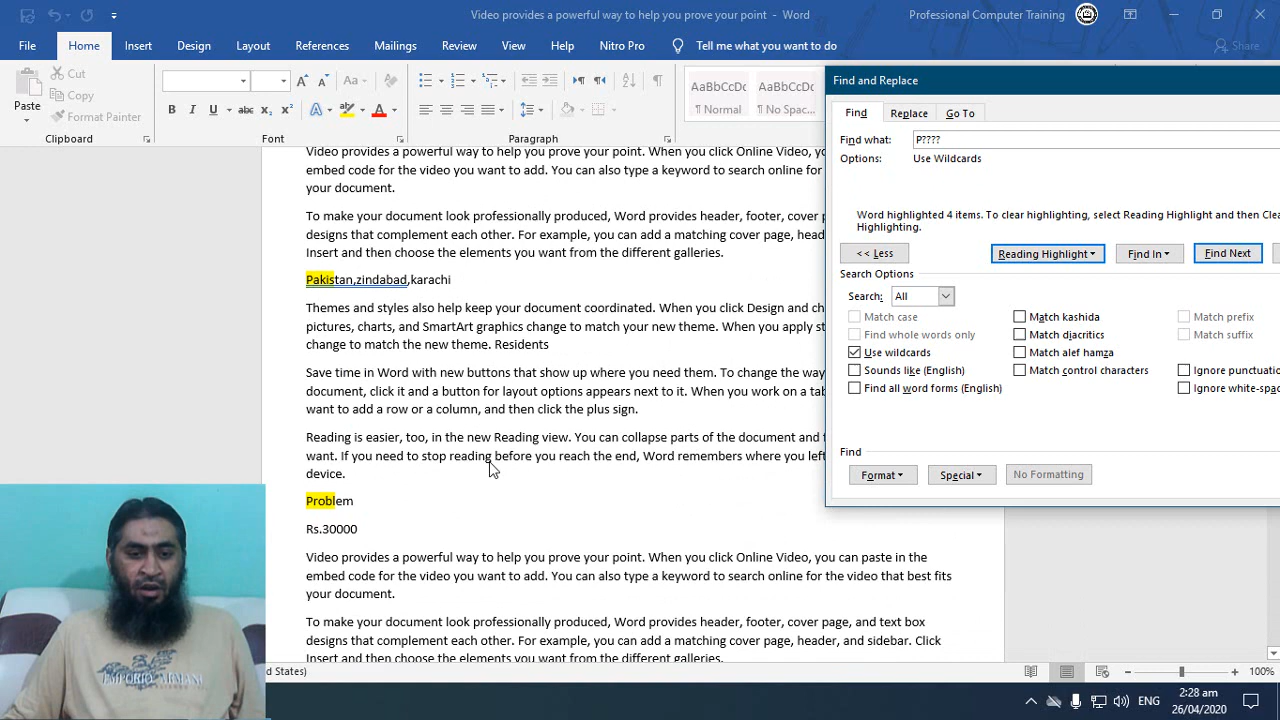 Video provides a powerful way to help you prove your point - Word
Professional Computer Training
File Home Insert Design Layout References Mailings Review View Help Nitro Pro Tell me what you want to do Share
Paste
Cut
Copy
Format Painter
Clipboard
Font
Paragraph
AaBbCcDc AaBbCcDc
¶ Normal ¶ No Spac...
Find and Replace
Find Replace Go To
Find what: P????
Options: Use Wildcards
Word highlighted 4 items. To clear highlighting, select Reading Highlight and then Clea
Highlighting.
<< Less Reading Highlight Find In Find Next
Search Options
Search: All
Match case
Find whole words only
Use wildcards
Sounds like (English)
Find all word forms (English)
Match kashida
Match diacritics
Match alef hamza
Match control characters
Match prefix
Match suffix
Ignore punctuatio
Ignore white-spac
Find
Format Special No Formatting
Video provides a powerful way to help you prove your point. When you click Online Video, yo
embed code for the video you want to add. You can also type a keyword to search online for
your document.
To make your document look professionally produced, Word provides header, footer, cover p
designs that complement each other. For example, you can add a matching cover page, head
Insert and then choose the elements you want from the different galleries.
Pakistan,zindabad,karachi
Themes and styles also help keep your document coordinated. When you click Design and ch
pictures, charts, and SmartArt graphics change to match your new theme. When you apply st
change to match the new theme. Residents
Save time in Word with new buttons that show up where you need them. To change the way
document, click it and a button for layout options appears next to it. When you work on a tab
want to add a row or a column, and then click the plus sign.
Reading is easier, too, in the new Reading view. You can collapse parts of the document and f
want. If you need to stop reading before you reach the end, Word remembers where you left
device.
Problem
Rs.30000
Video provides a powerful way to help you prove your point. When you click Online Video, you can paste in the
embed code for the video you want to add. You can also type a keyword to search online for the video that best fits
your document.
To make your document look professionally produced, Word provides header, footer, cover page, and text box
designs that complement each other. For example, you can add a matching cover page, header, and sidebar. Click
Insert and then choose the elements you want from the different galleries.
d States)
100%
EMPORIO ARMANI
ENG
2:28 am
26/04/2020